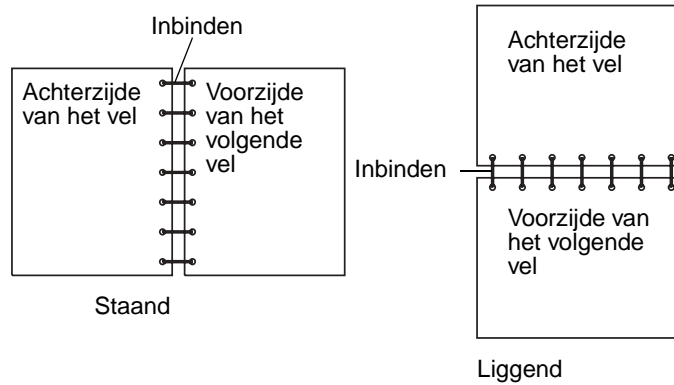 Inbinden
Achterzijde
van het vel
Voorzijde
van het
volgende
vel
Staand
Achterzijde
van het vel
Inbinden
Voorzijde van
het volgende
vel
Liggend